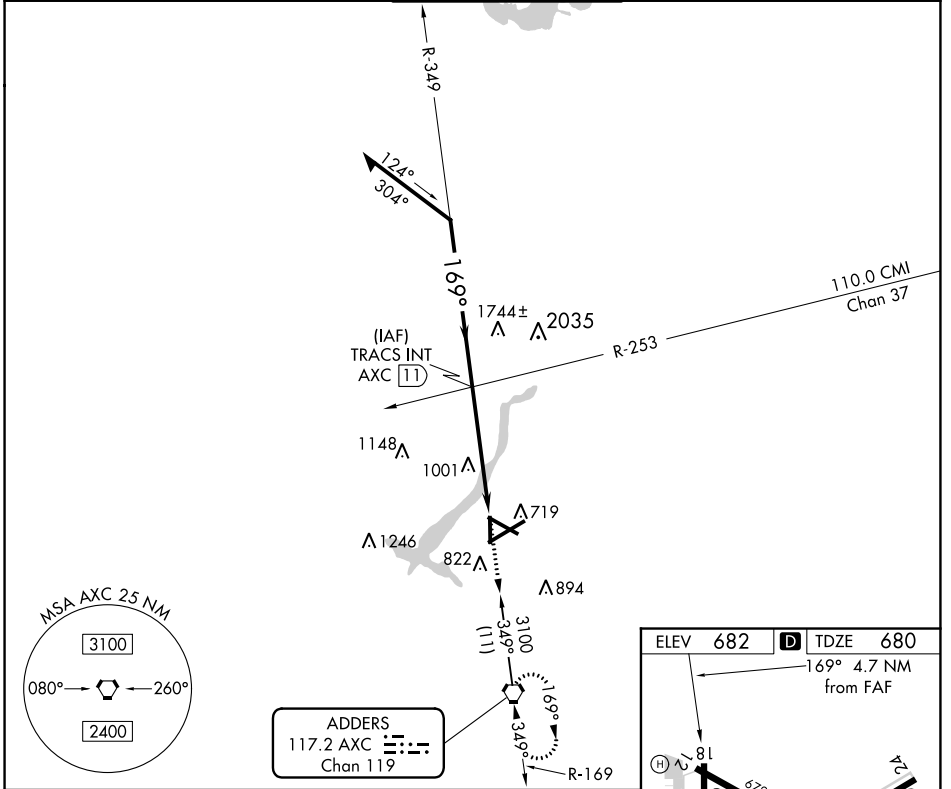 R-349
124°
304°
169°
1744±
2035
110.0 CMI
Chan 37
R-253
(IAF)
TRACS INT
AXC 11
1148
1001
719
1246
822
894
3100
349°
(11)
169°
349°
R-169
MSA AXC 25 NM
3100
080°
260°
2400
ADDERS
117.2 AXC
Chan 119
ELEV 682 D TDZE 680
169° 4.7 NM
from FAF
H
18
12
679
24